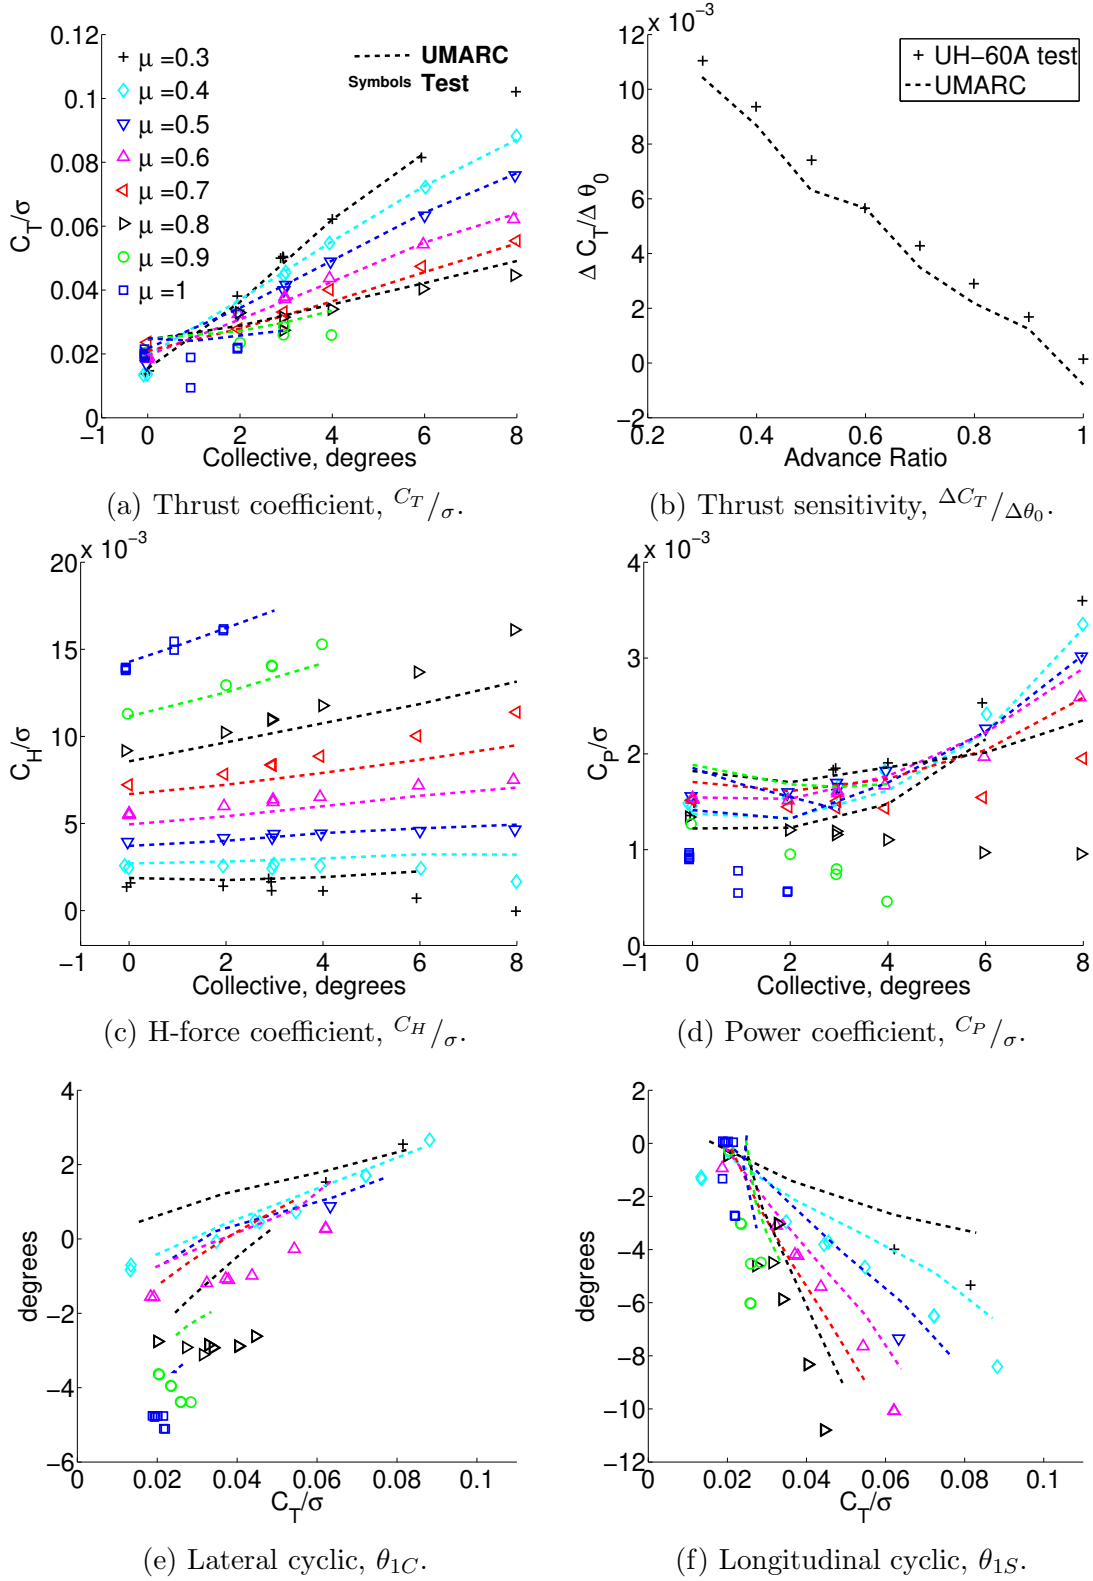 0.12
0.1
0.08
0.06
0.04
0.02
0
C_T/σ
μ =0.3
μ =0.4
μ =0.5
μ =0.6
μ =0.7
μ =0.8
μ =0.9
μ =1
UMARC
Symbols Test
−1 0 2 4 6 8
Collective, degrees
(a) Thrust coefficient, C_T/σ.
x 10⁻³
12
10
8
6
4
2
0
−2
Δ C_T/Δ θ_0
UH−60A test
UMARC
0.2 0.4 0.6 0.8 1
Advance Ratio
(b) Thrust sensitivity, ΔC_T/Δθ_0.
x 10⁻³
20
15
10
5
0
C_H/σ
−1 0 2 4 6 8
Collective, degrees
(c) H-force coefficient, C_H/σ.
x 10⁻³
4
3
2
1
0
C_P/σ
−1 0 2 4 6 8
Collective, degrees
(d) Power coefficient, C_P/σ.
4
2
0
−2
−4
−6
degrees
0.02 0.04 0.06 0.08 0.1
C_T/σ
(e) Lateral cyclic, θ_1C.
2
0
−2
−4
−6
−8
−10
−12
degrees
0 0.02 0.04 0.06 0.08 0.1
C_T/σ
(f) Longitudinal cyclic, θ_1S.